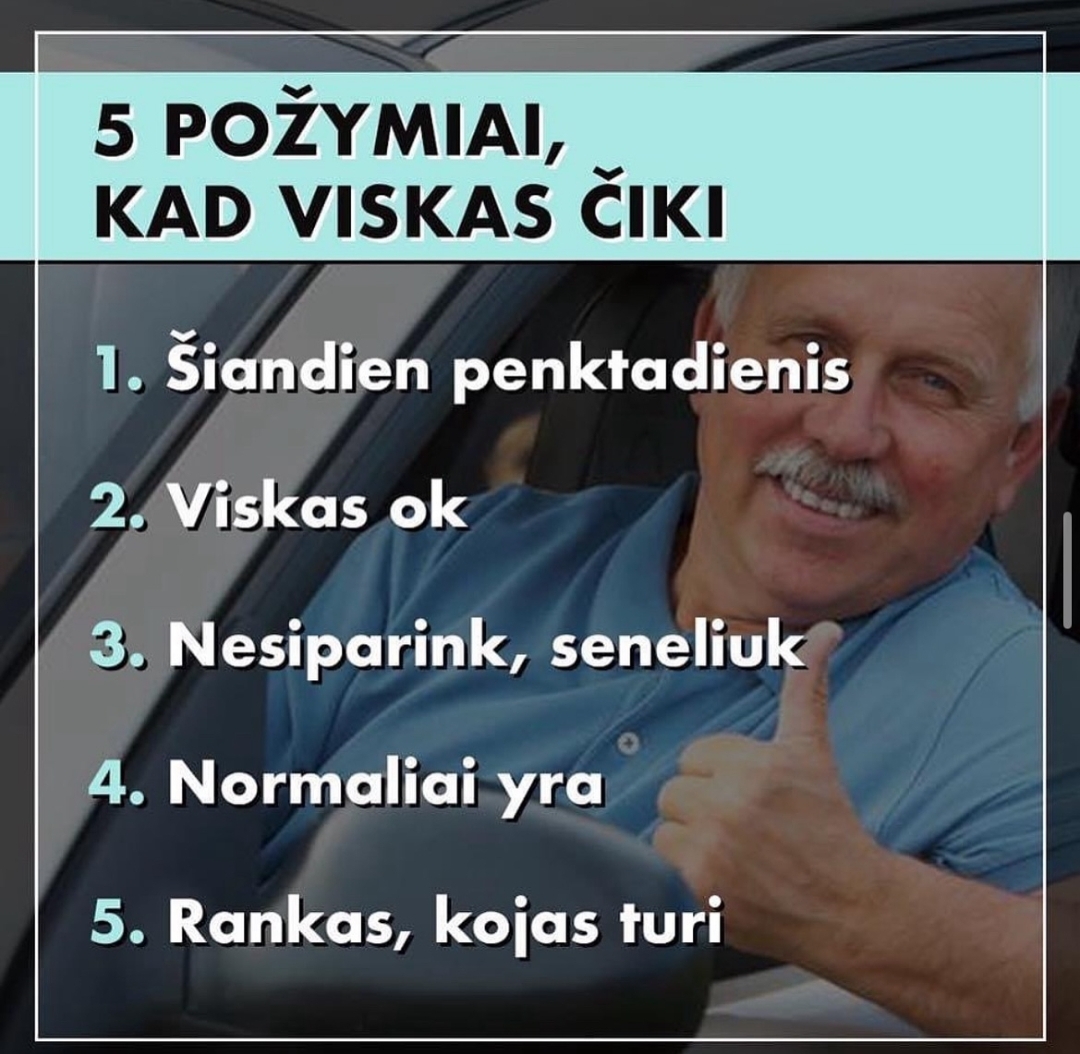 5 POŽYMIAI,
KAD VISKAS ČIKI
1. Šiandien penktadienis
2. Viskas ok
3. Nesiparink, seneliuk
4. Normaliai yra
5. Rankas, kojas turi